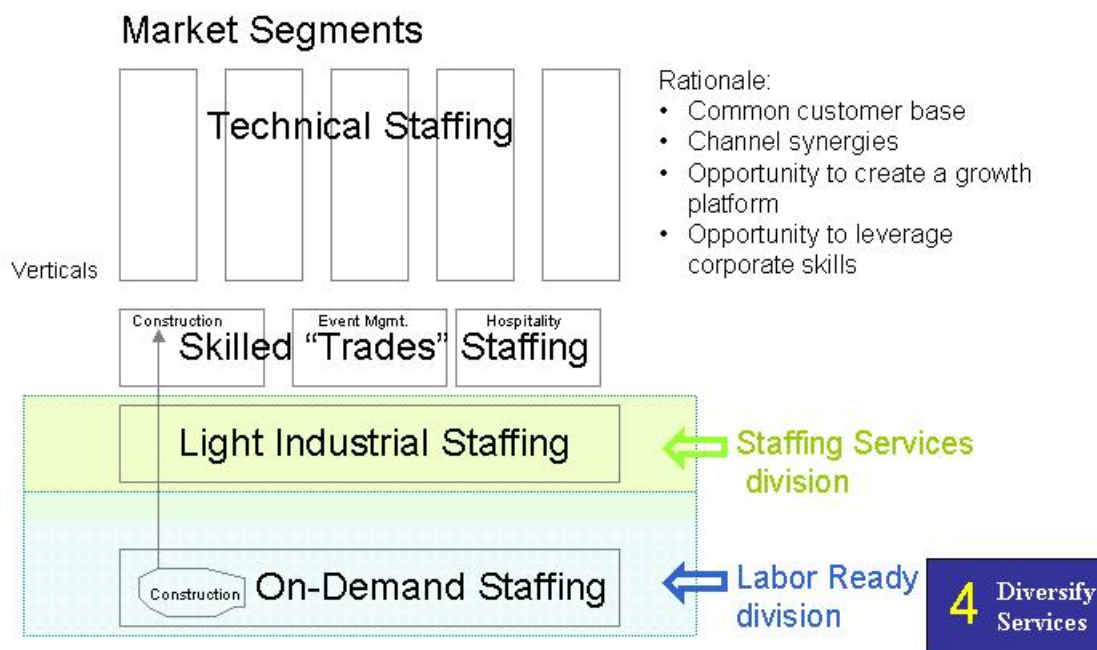 Market Segments
Technical Staffing
Rationale:
• Common customer base
• Channel synergies
• Opportunity to create a growth
platform
• Opportunity to leverage
corporate skills
Verticals
Construction
Event Mgmt.
Hospitality
Skilled "Trades" Staffing
Light Industrial Staffing
Staffing Services
division
Construction
On-Demand Staffing
Labor Ready
division
4
Diversify
Services